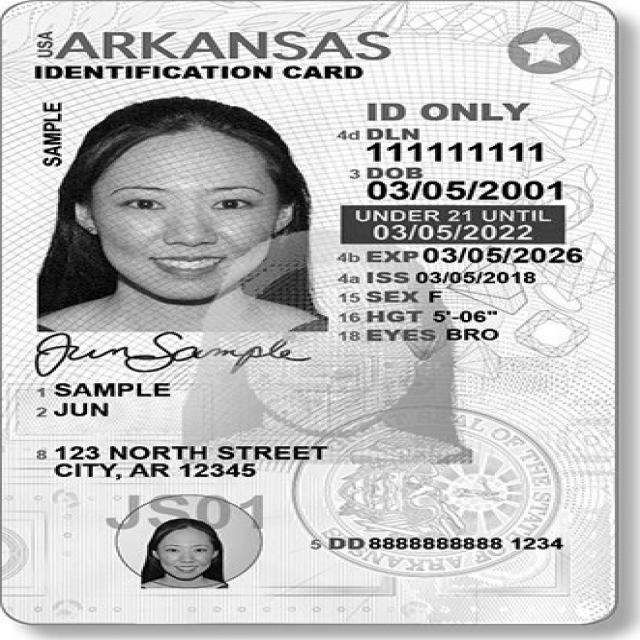 USA
ARKANSAS
IDENTIFICATION CARD
SAMPLE
ID ONLY
4d DLN
111111111
3 DOB
03/05/2001
UNDER 21 UNTIL
03/05/2022
4b EXP 03/05/2026
4a ISS 03/05/2018
15 SEX F
16 HGT 5'-06"
18 EYES BRO
Jun Sample
1 SAMPLE
2 JUN
8 123 NORTH STREET
CITY, AR 12345
JS01
SEAL OF THE STATE
ARKANSAS
5 DD 8888888888 1234